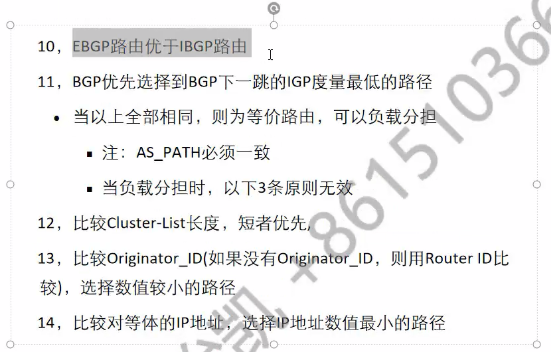 10，EBGP路由优于IBGP路由
11，BGP优先选择到BGP下一跳的IGP度量最低的路径
• 当以上全部相同，则为等价路由，可以负载分担
▪ 注：AS_PATH必须一致
▪ 当负载分担时，以下3条原则无效
12，比较Cluster-List长度，短者优先,
13，比较Originator_ID(如果没有Originator_ID，则用Router ID比
较)，选择数值较小的路径
14，比较对等体的IP地址，选择IP地址数值最小的路径
凯 +861510366